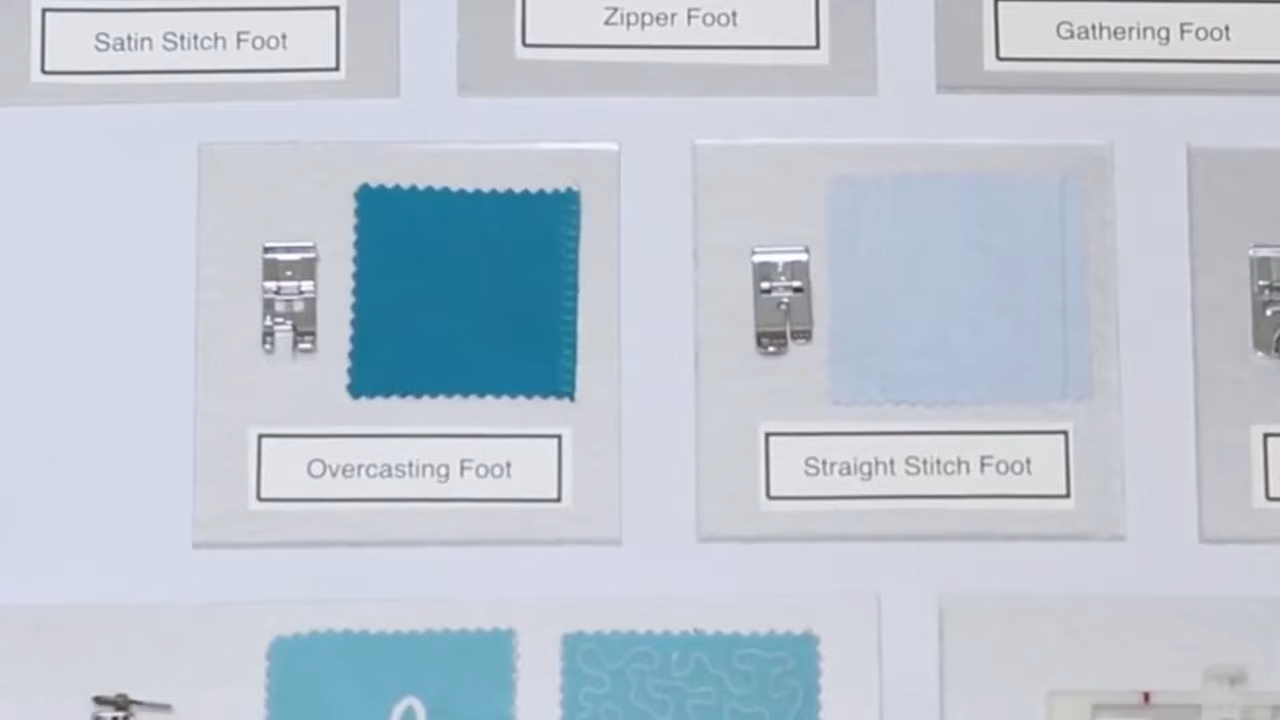 Satin Stitch Foot
Zipper Foot
Gathering Foot
Overcasting Foot
Straight Stitch Foot